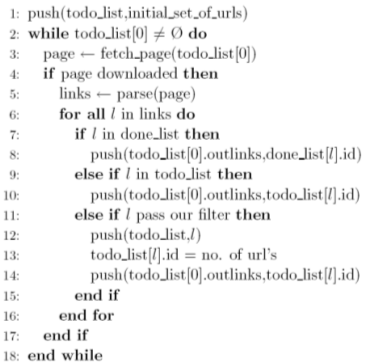 1: push(todo_list,initial_set_of_urls)
2: while todo_list[0] ≠ Ø do
3: page ← fetch_page(todo_list[0])
4: if page downloaded then
5: links ← parse(page)
6: for all l in links do
7: if l in done_list then
8: push(todo_list[0].outlinks,done_list[l].id)
9: else if l in todo_list then
10: push(todo_list[0].outlinks,todo_list[l].id)
11: else if l pass our filter then
12: push(todo_list,l)
13: todo_list[l].id = no. of url's
14: push(todo_list[0].outlinks,todo_list[l].id)
15: end if
16: end for
17: end if
18: end while